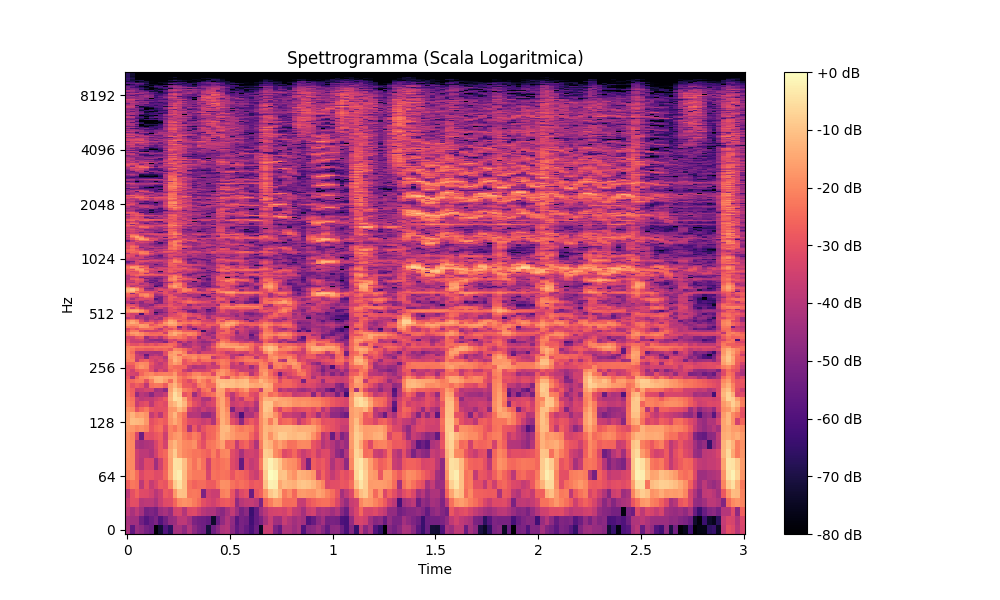 Spettrogramma (Scala Logaritmica)
Hz
8192
4096
2048
1024
512
256
128
64
0
0 0.5 1 1.5 2 2.5 3
Time
+0 dB
-10 dB
-20 dB
-30 dB
-40 dB
-50 dB
-60 dB
-70 dB
-80 dB